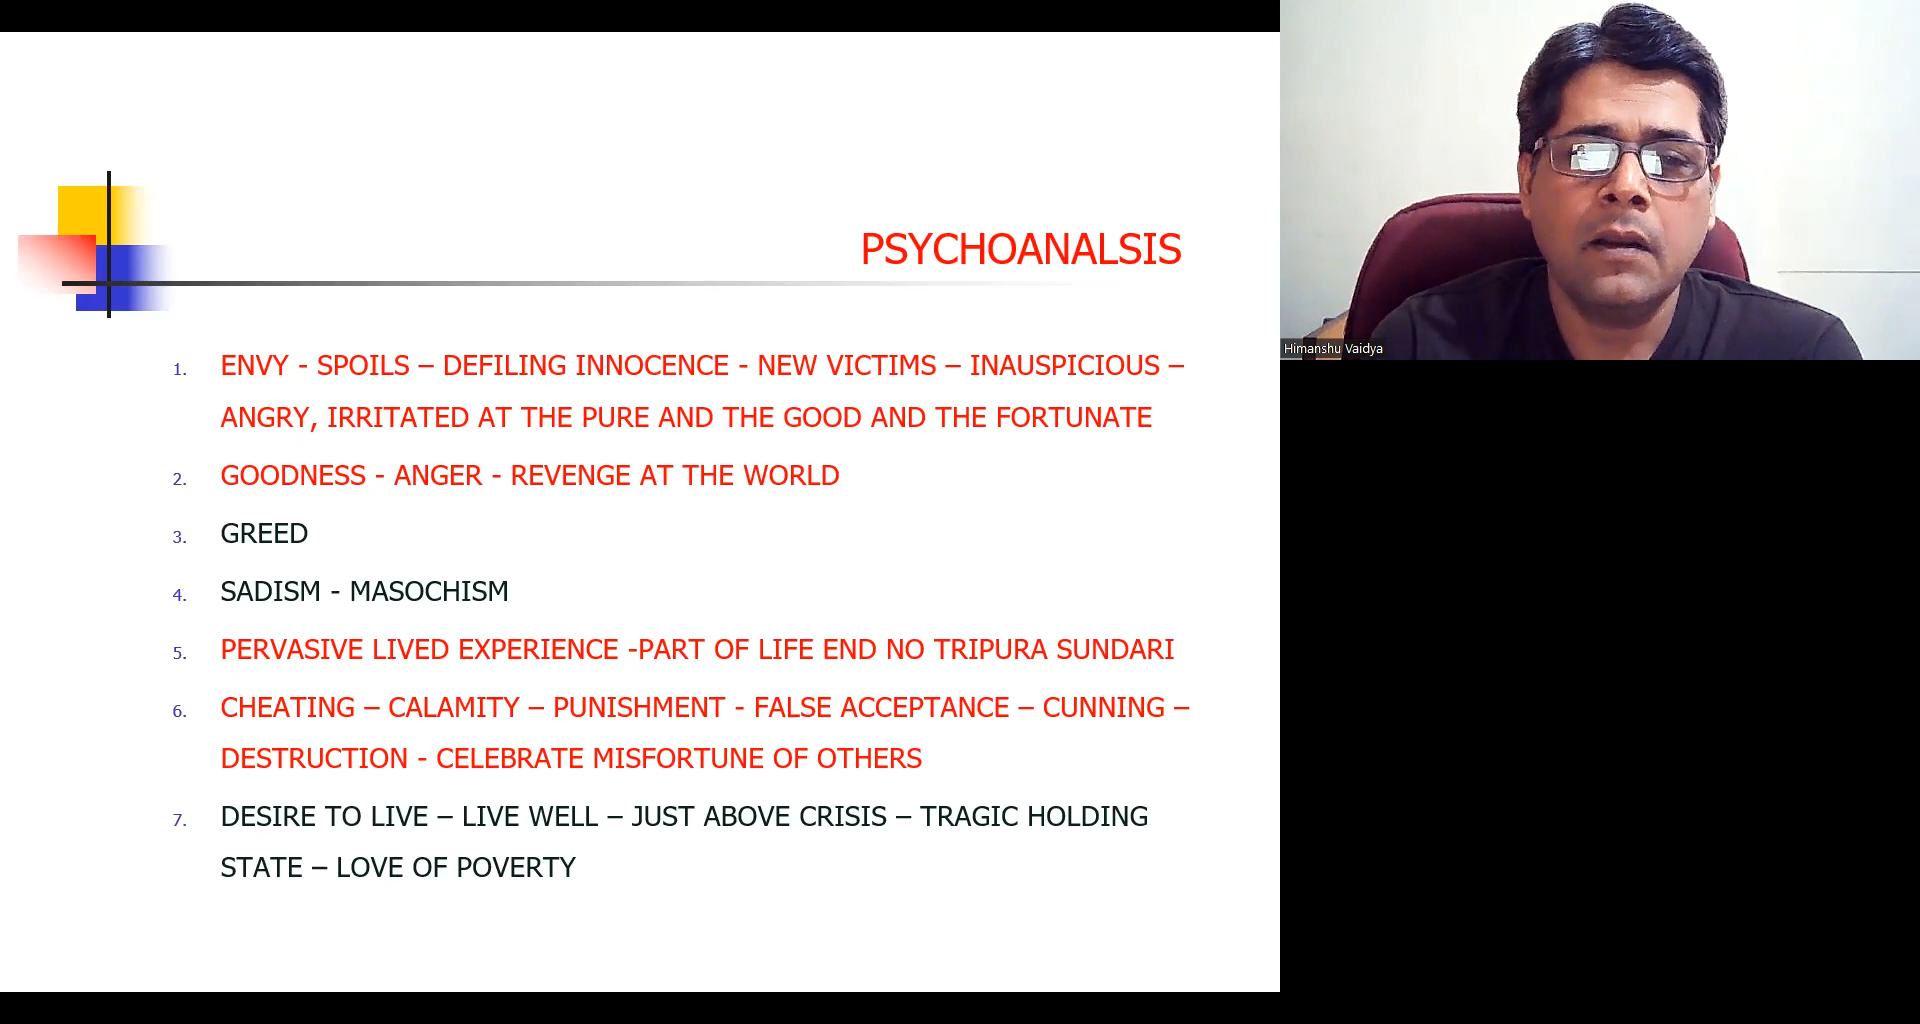 PSYCHOANALSIS
1. ENVY - SPOILS – DEFILING INNOCENCE - NEW VICTIMS – INAUSPICIOUS –
ANGRY, IRRITATED AT THE PURE AND THE GOOD AND THE FORTUNATE
2. GOODNESS - ANGER - REVENGE AT THE WORLD
3. GREED
4. SADISM - MASOCHISM
5. PERVASIVE LIVED EXPERIENCE -PART OF LIFE END NO TRIPURA SUNDARI
6. CHEATING – CALAMITY – PUNISHMENT - FALSE ACCEPTANCE – CUNNING –
DESTRUCTION - CELEBRATE MISFORTUNE OF OTHERS
7. DESIRE TO LIVE – LIVE WELL – JUST ABOVE CRISIS – TRAGIC HOLDING
STATE – LOVE OF POVERTY
Himanshu Vaidya